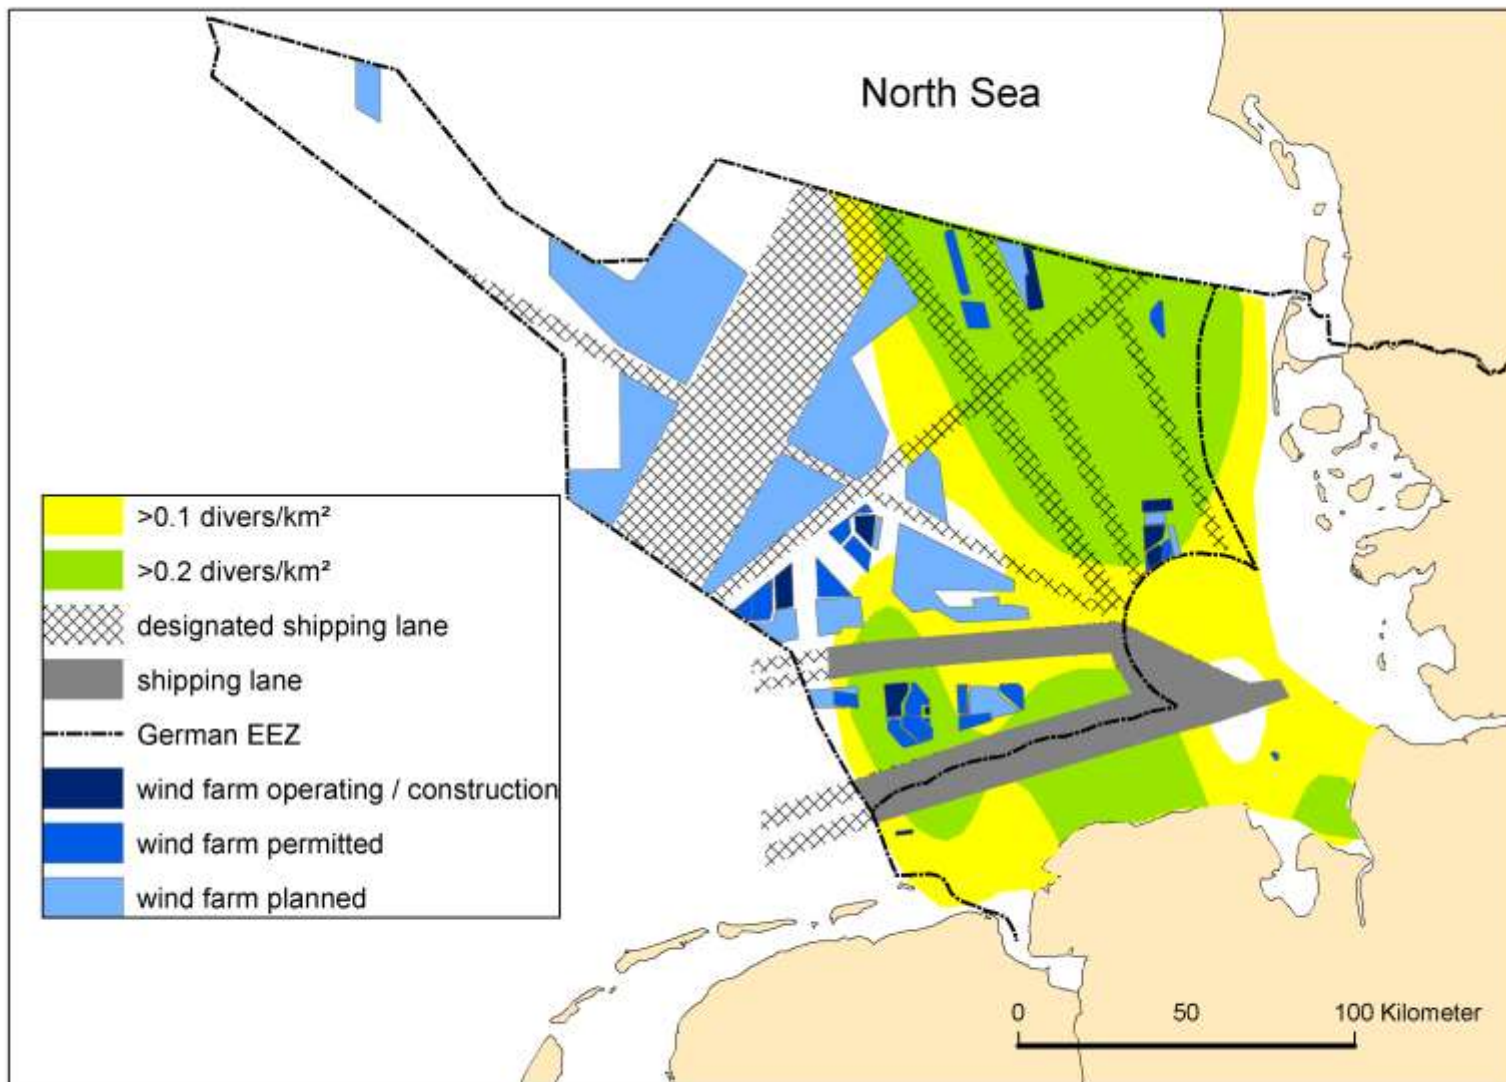 North Sea
>0.1 divers/km²
>0.2 divers/km²
designated shipping lane
shipping lane
German EEZ
wind farm operating / construction
wind farm permitted
wind farm planned
0 50 100 Kilometer